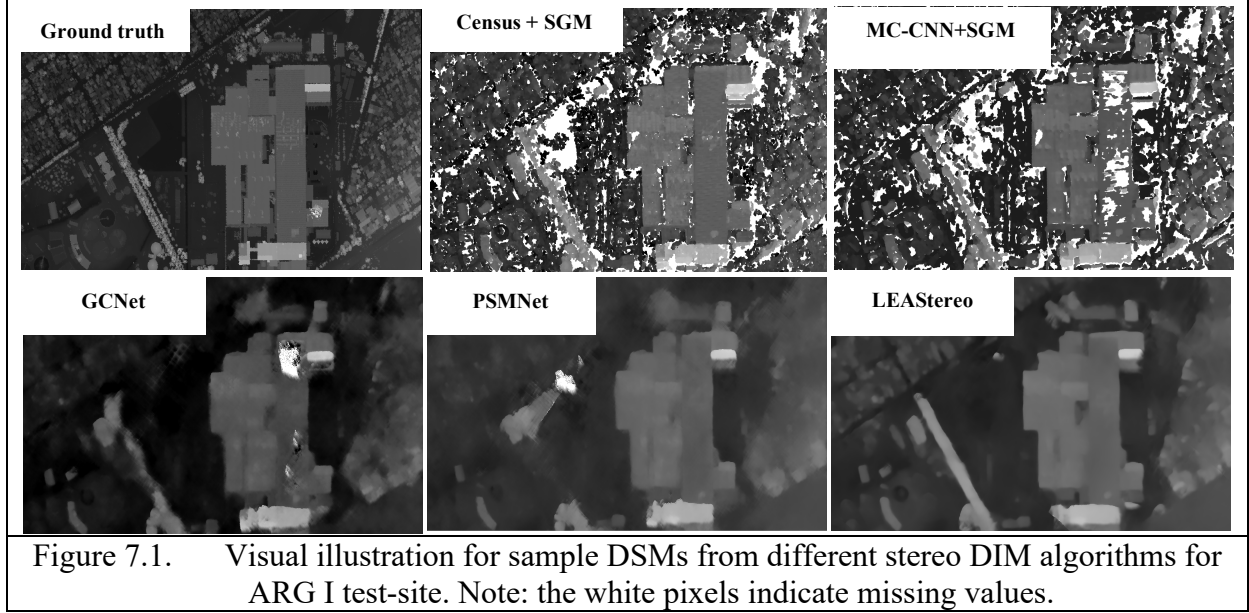 Ground truth
Census + SGM
MC-CNN+SGM
GCNet
PSMNet
LEAStereo
Figure 7.1. Visual illustration for sample DSMs from different stereo DIM algorithms for
ARG I test-site. Note: the white pixels indicate missing values.